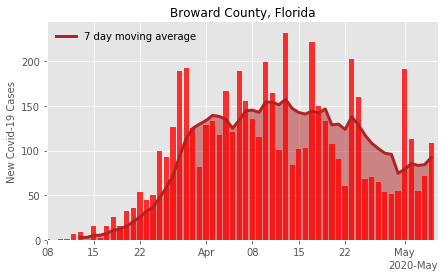 Broward County, Florida
7 day moving average
New Covid-19 Cases
200
150
100
50
0
08 15 22 Apr 08 15 22 May
2020-May